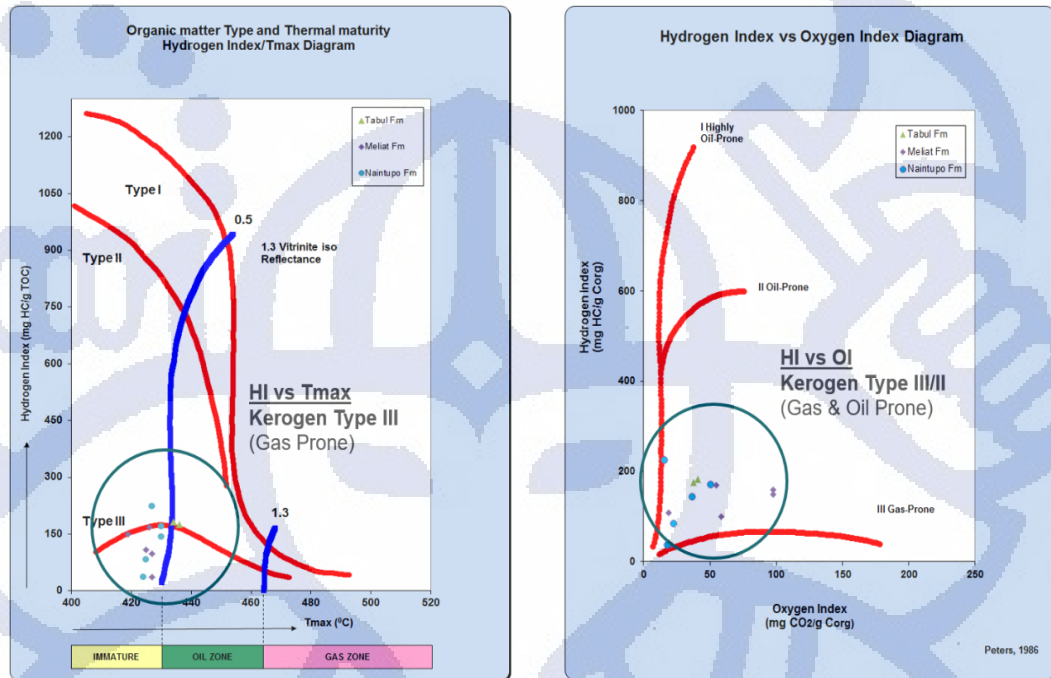 Organic matter Type and Thermal maturity
Hydrogen Index/Tmax Diagram
Hydrogen Index (mg HC/g TOC)
1200
1050
900
750
600
450
300
150
0
Type I
Type II
Type III
0.5
1.3 Vitrinite iso
Reflectance
1.3
Tabul Fm
Meliat Fm
Naintupo Fm
HI vs Tmax
Kerogen Type III
(Gas Prone)
400 420 440 460 480 500 520
Tmax (⁰C)
IMMATURE OIL ZONE GAS ZONE
Hydrogen Index vs Oxygen Index Diagram
Hydrogen Index
(mg HC/g Corg)
1000
800
600
400
200
0
I Highly
Oil-Prone
II Oil-Prone
III Gas-Prone
Tabul Fm
Meliat Fm
Naintupo Fm
HI vs OI
Kerogen Type III/II
(Gas & Oil Prone)
0 50 100 150 200 250
Oxygen Index
(mg CO2/g Corg)
Peters, 1986